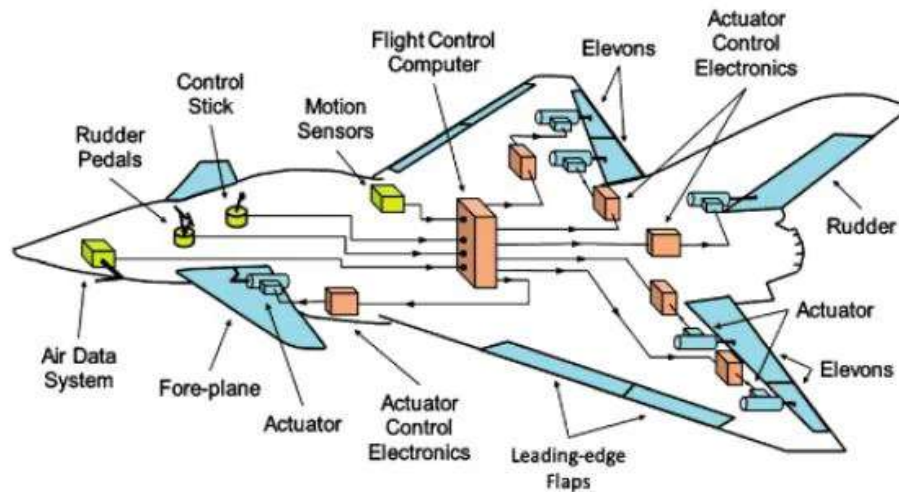 Flight Control
Computer
Elevons
Actuator
Control
Electronics
Control
Stick
Motion
Sensors
Rudder
Pedals
Rudder
Air Data
System
Fore-plane
Actuator
Actuator
Control
Electronics
Leading-edge
Flaps
Actuator
Elevons